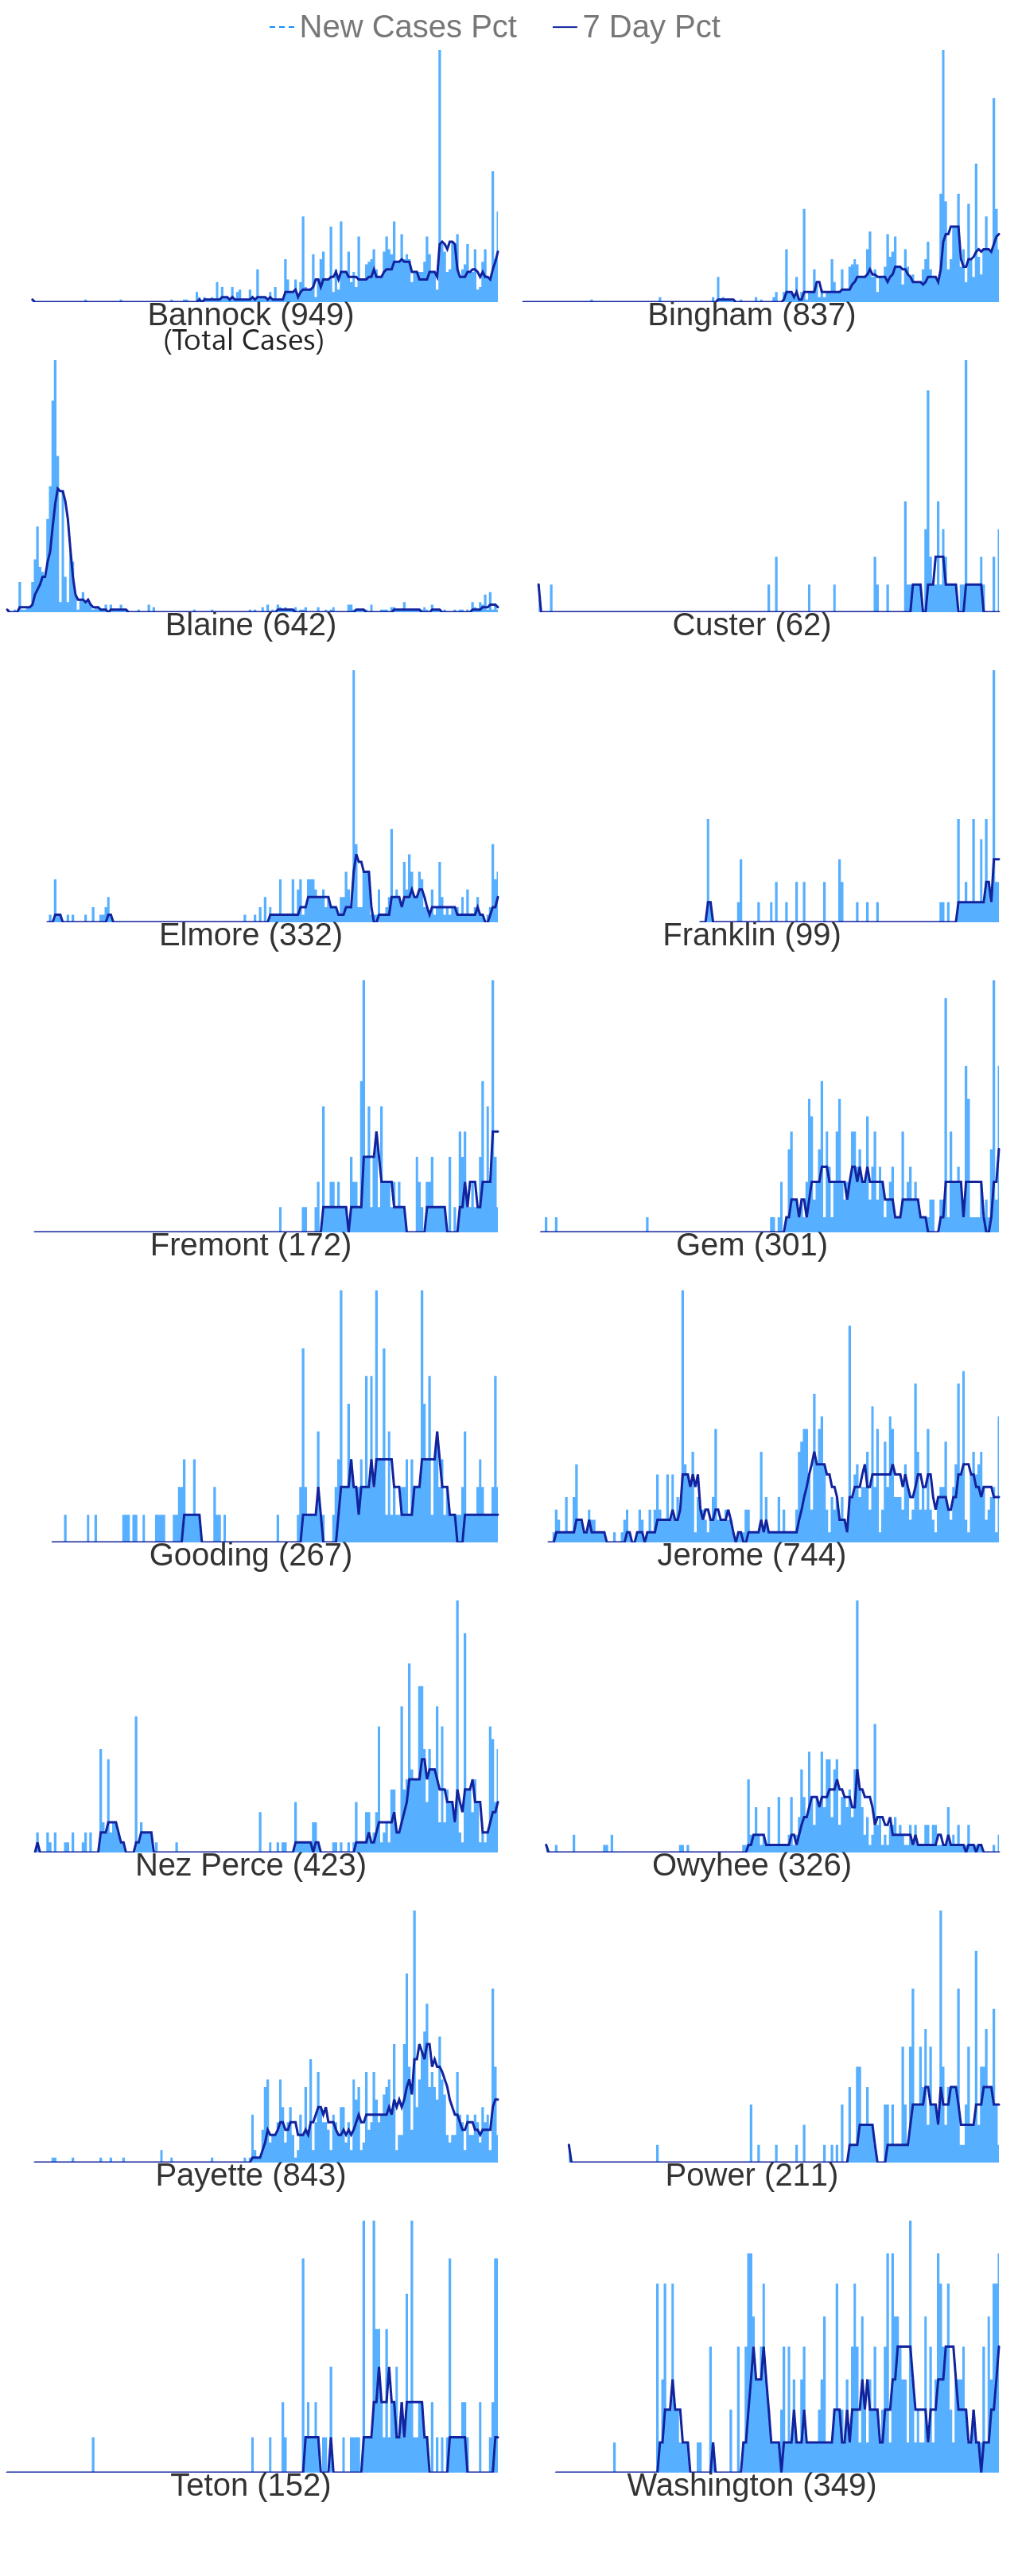 New Cases Pct 7 Day Pct
Bannock (949) Bingham (837)
(Total Cases)
Blaine (642) Custer (62)
Elmore (332) Franklin (99)
Fremont (172) Gem (301)
Gooding (267) Jerome (744)
Nez Perce (423) Owyhee (326)
Payette (843) Power (211)
Teton (152) Washington (349)